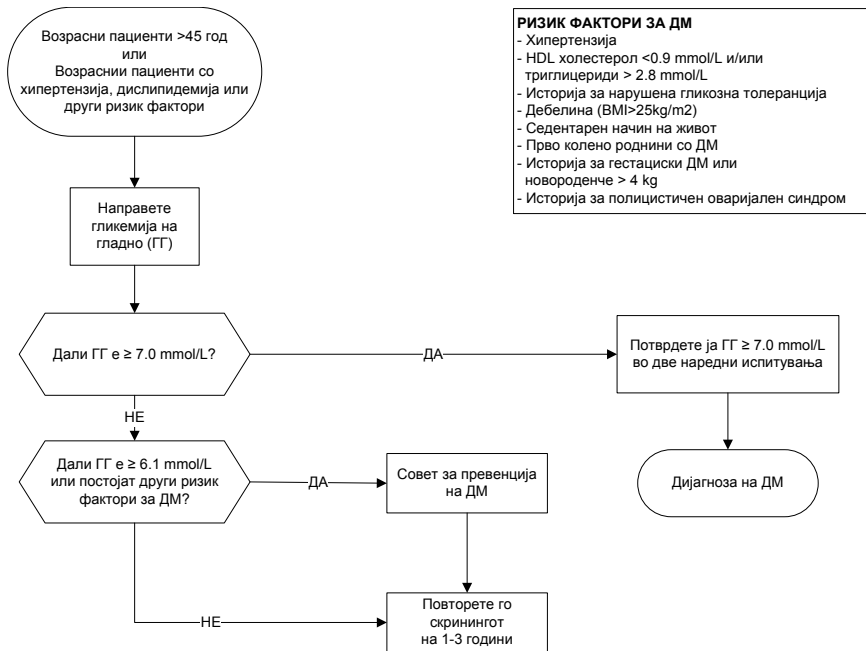 Возрасни пациенти >45 год
или
Возраснии пациенти со
хипертензија, дислипидемија или
други ризик фактори
РИЗИК ФАКТОРИ ЗА ДМ
- Хипертензија
- HDL холестерол <0.9 mmol/L и/или
триглицериди > 2.8 mmol/L
- Историја за нарушена гликозна толеранција
- Дебелина (BMI>25kg/m2)
- Седентарен начин на живот
- Прво колено роднини со ДМ
- Историја за гестациски ДМ или
новороденче > 4 kg
- Историја за полицистичен оваријален синдром
Направете
гликемија на
гладно (ГГ)
Дали ГГ е ≥ 7.0 mmol/L?
ДА
Потврдете ја ГГ ≥ 7.0 mmol/L
во две наредни испитувања
НЕ
Дали ГГ е ≥ 6.1 mmol/L
или постојат други ризик
фактори за ДМ?
ДА
Совет за превенција
на ДМ
Дијагноза на ДМ
НЕ
Повторете го
скринингот
на 1-3 години